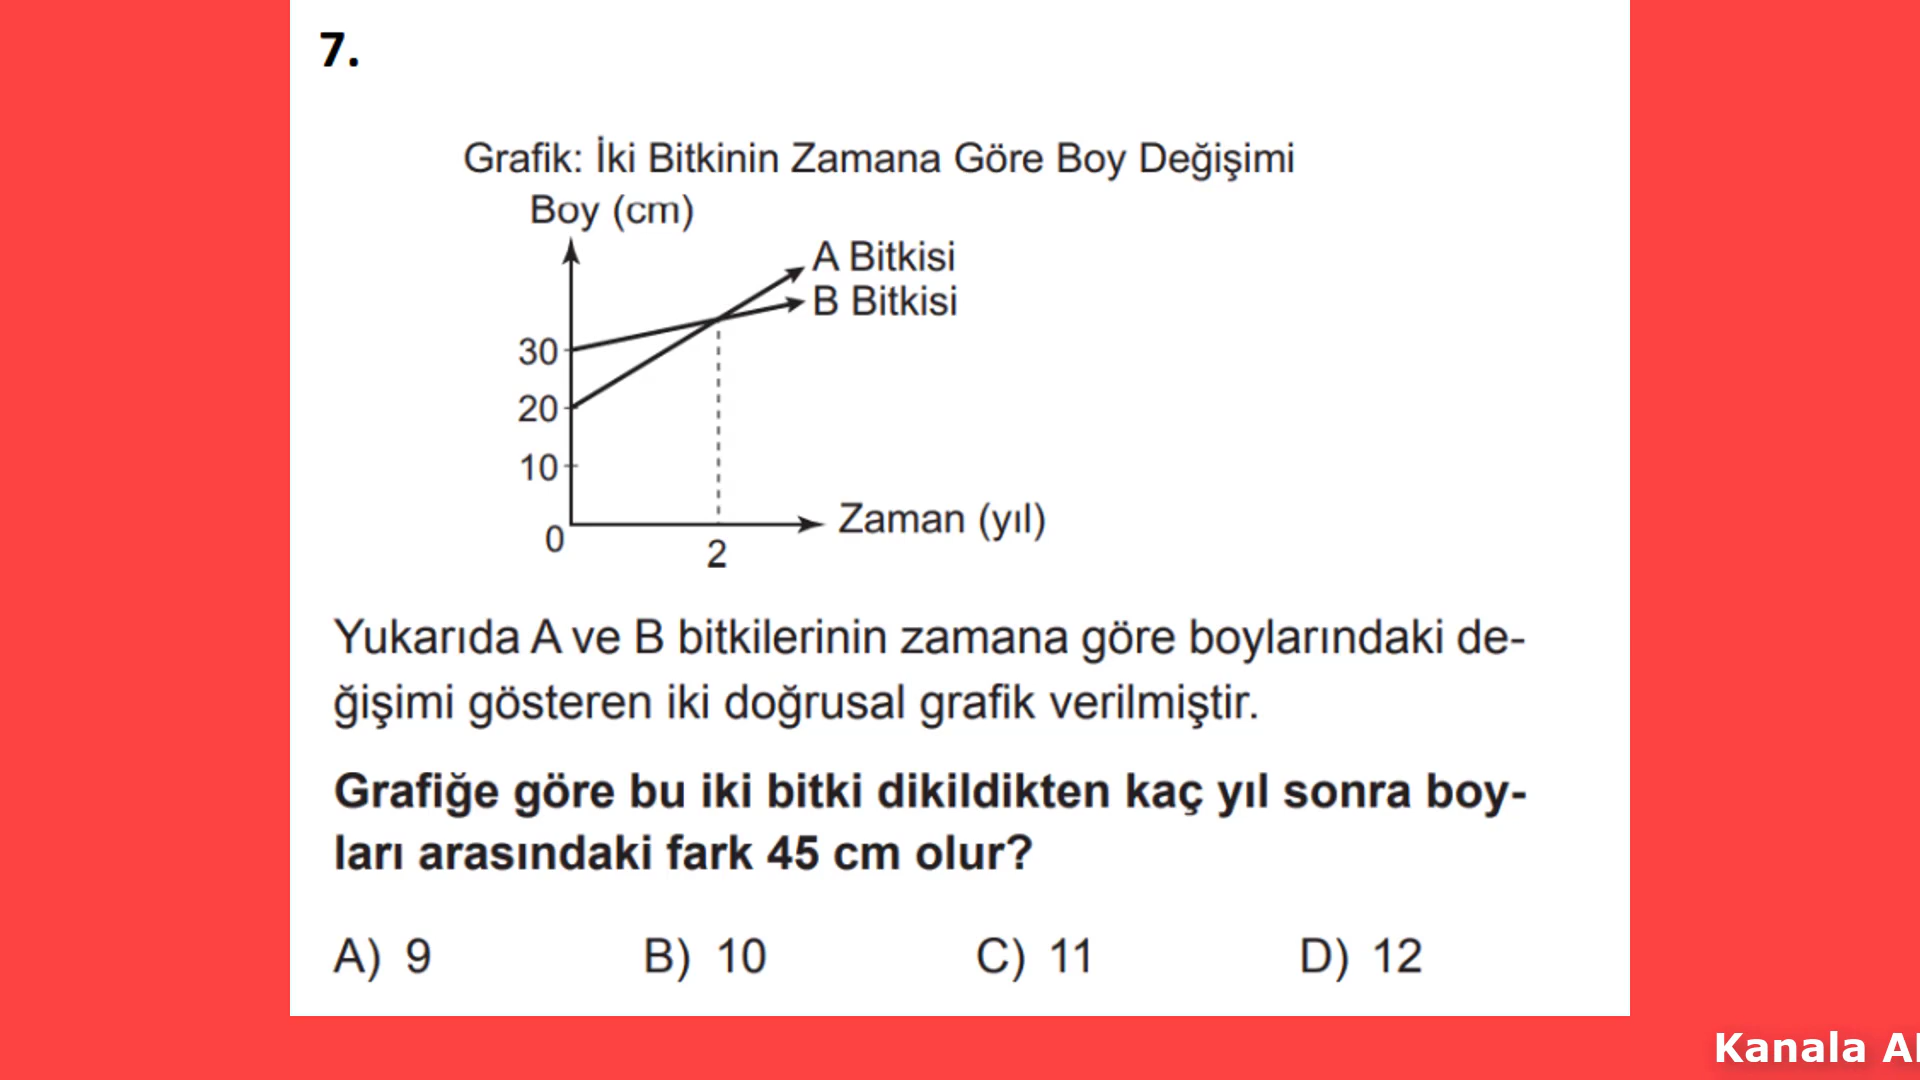 7.
Grafik: İki Bitkinin Zamana Göre Boy Değişimi
Boy (cm)
A Bitkisi
B Bitkisi
30
20
10
0
2
Zaman (yıl)
Yukarıda A ve B bitkilerinin zamana göre boylarındaki de-
ğişimi gösteren iki doğrusal grafik verilmiştir.
Grafiğe göre bu iki bitki dikildikten kaç yıl sonra boy-
ları arasındaki fark 45 cm olur?
A) 9 B) 10 C) 11 D) 12
Kanala